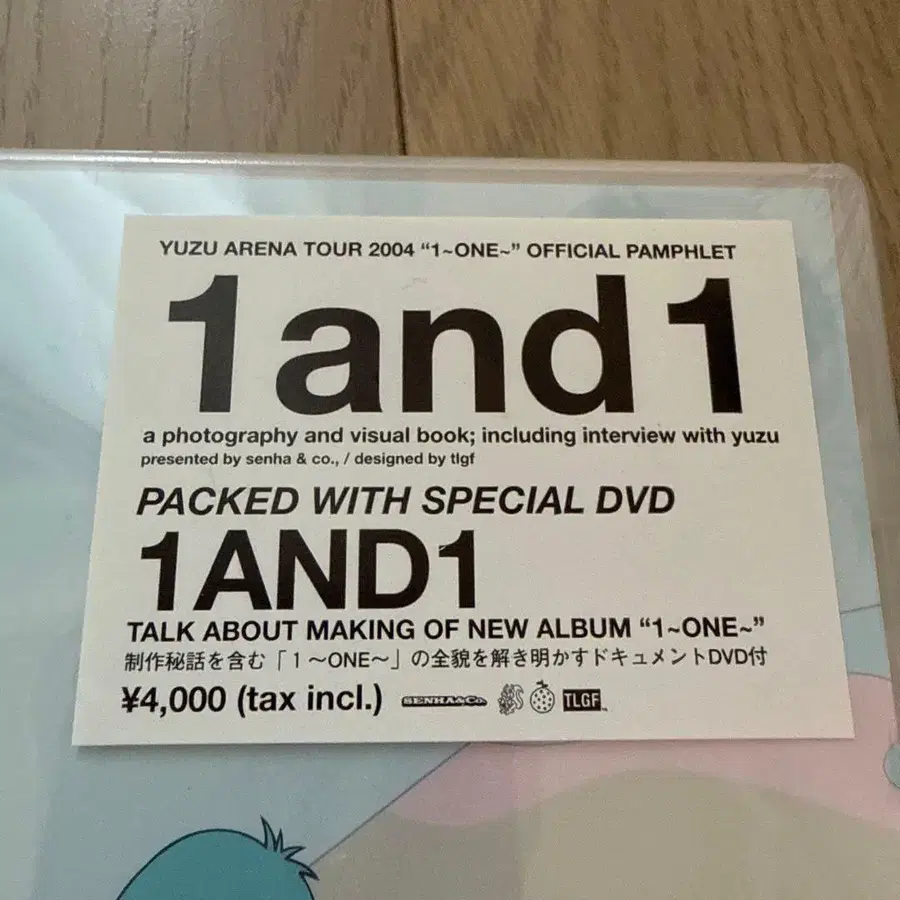 YUZU ARENA TOUR 2004 “1~ONE~” OFFICIAL PAMPHLET
1and1
a photography and visual book; including interview with yuzu
presented by senha & co., / designed by tlgf
PACKED WITH SPECIAL DVD
1AND1
TALK ABOUT MAKING OF NEW ALBUM “1~ONE~”
制作秘話を含む「1〜ONE〜」の全貌を解き明かすドキュメントDVD付
¥4,000 (tax incl.) SENHA&Co. TLGF